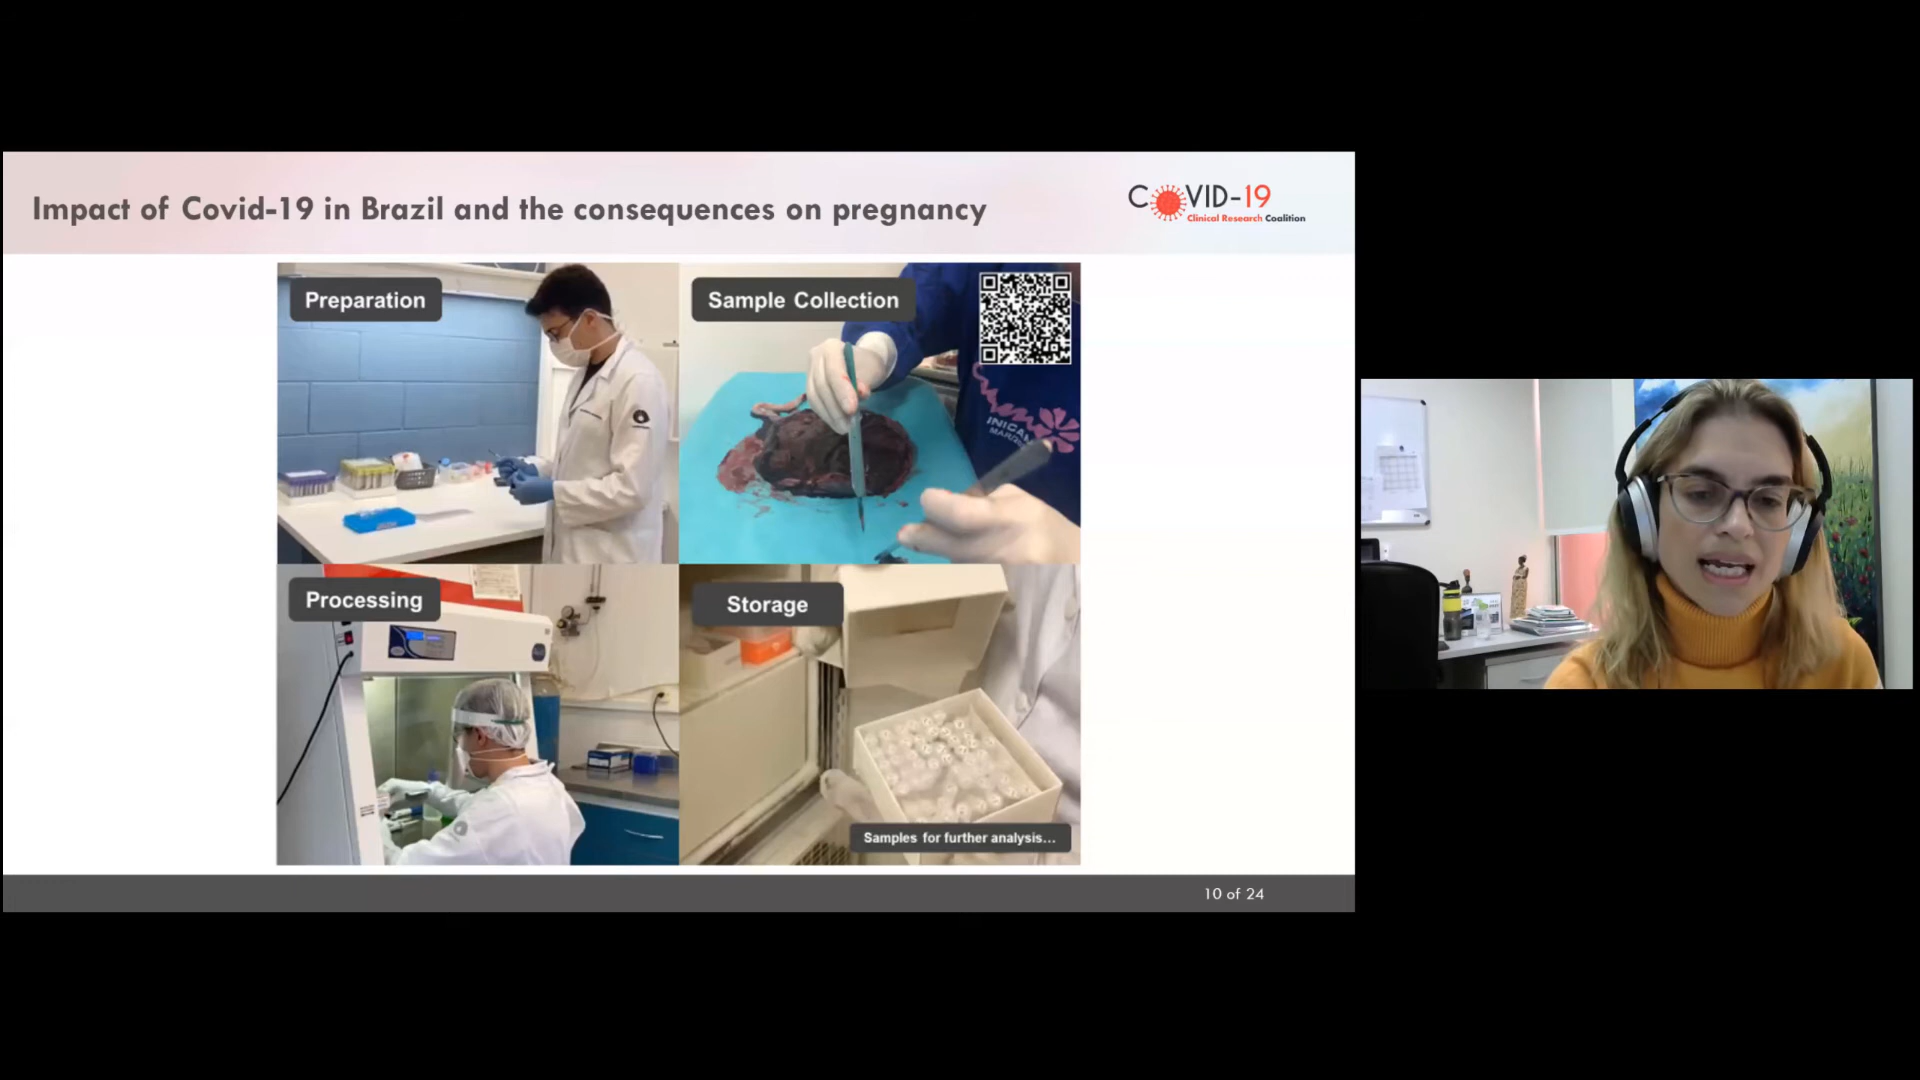 Impact of Covid-19 in Brazil and the consequences on pregnancy
COVID-19
Clinical Research Coalition
Preparation
Sample Collection
Processing
Storage
Samples for further analysis...
10 of 24